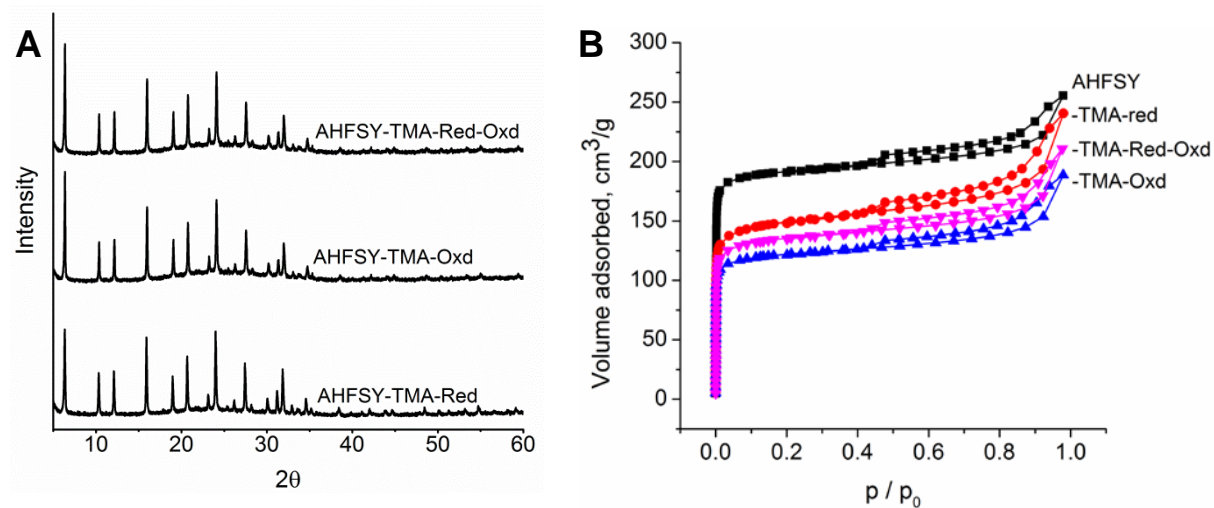 A
Intensity
AHFSY-TMA-Red-Oxd
AHFSY-TMA-Oxd
AHFSY-TMA-Red
10 20 30 40 50 60
2θ
B
Volume adsorbed, cm³/g
300
250
200
150
100
50
0
AHFSY
-TMA-red
-TMA-Red-Oxd
-TMA-Oxd
0.0 0.2 0.4 0.6 0.8 1.0
p / p₀